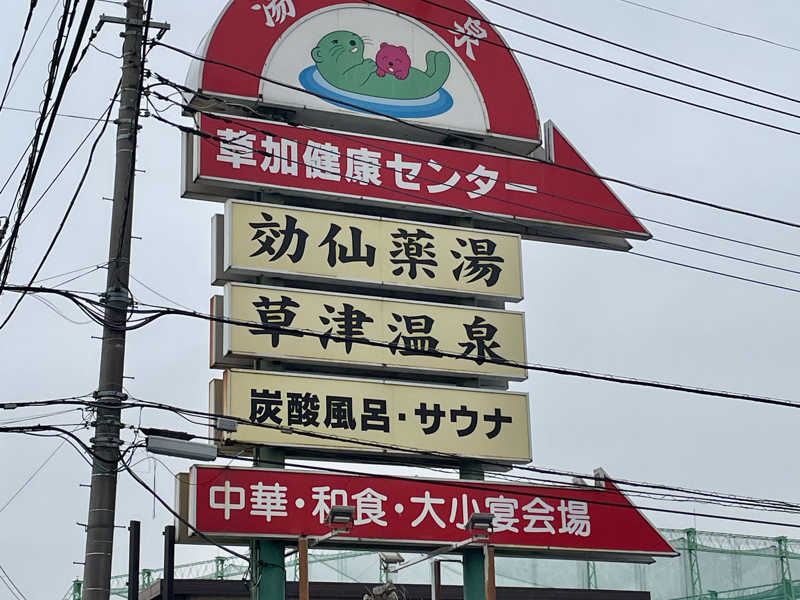 湯 泉
草加健康センター
効仙薬湯
草津温泉
炭酸風呂・サウナ
中華・和食・大小宴会場